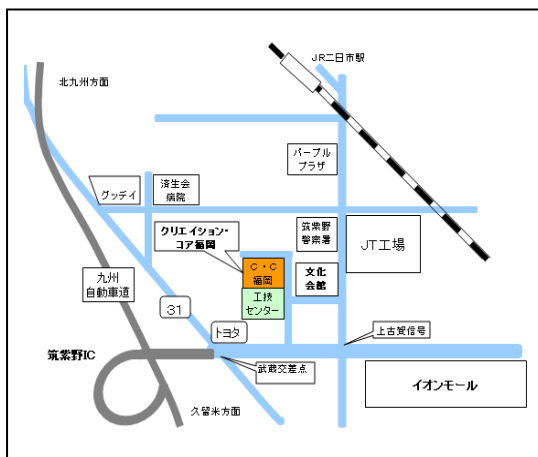 JR二日市駅
北九州方面
パープル
プラザ
済生会
病院
グッデイ
クリエイション・
コア福岡
筑紫野
警察署
JT工場
C・C
福岡
文化
会館
九州
自動車道
工技
センター
31
トヨタ
上古賀信号
筑紫野IC
武蔵交差点
イオンモール
久留米方面